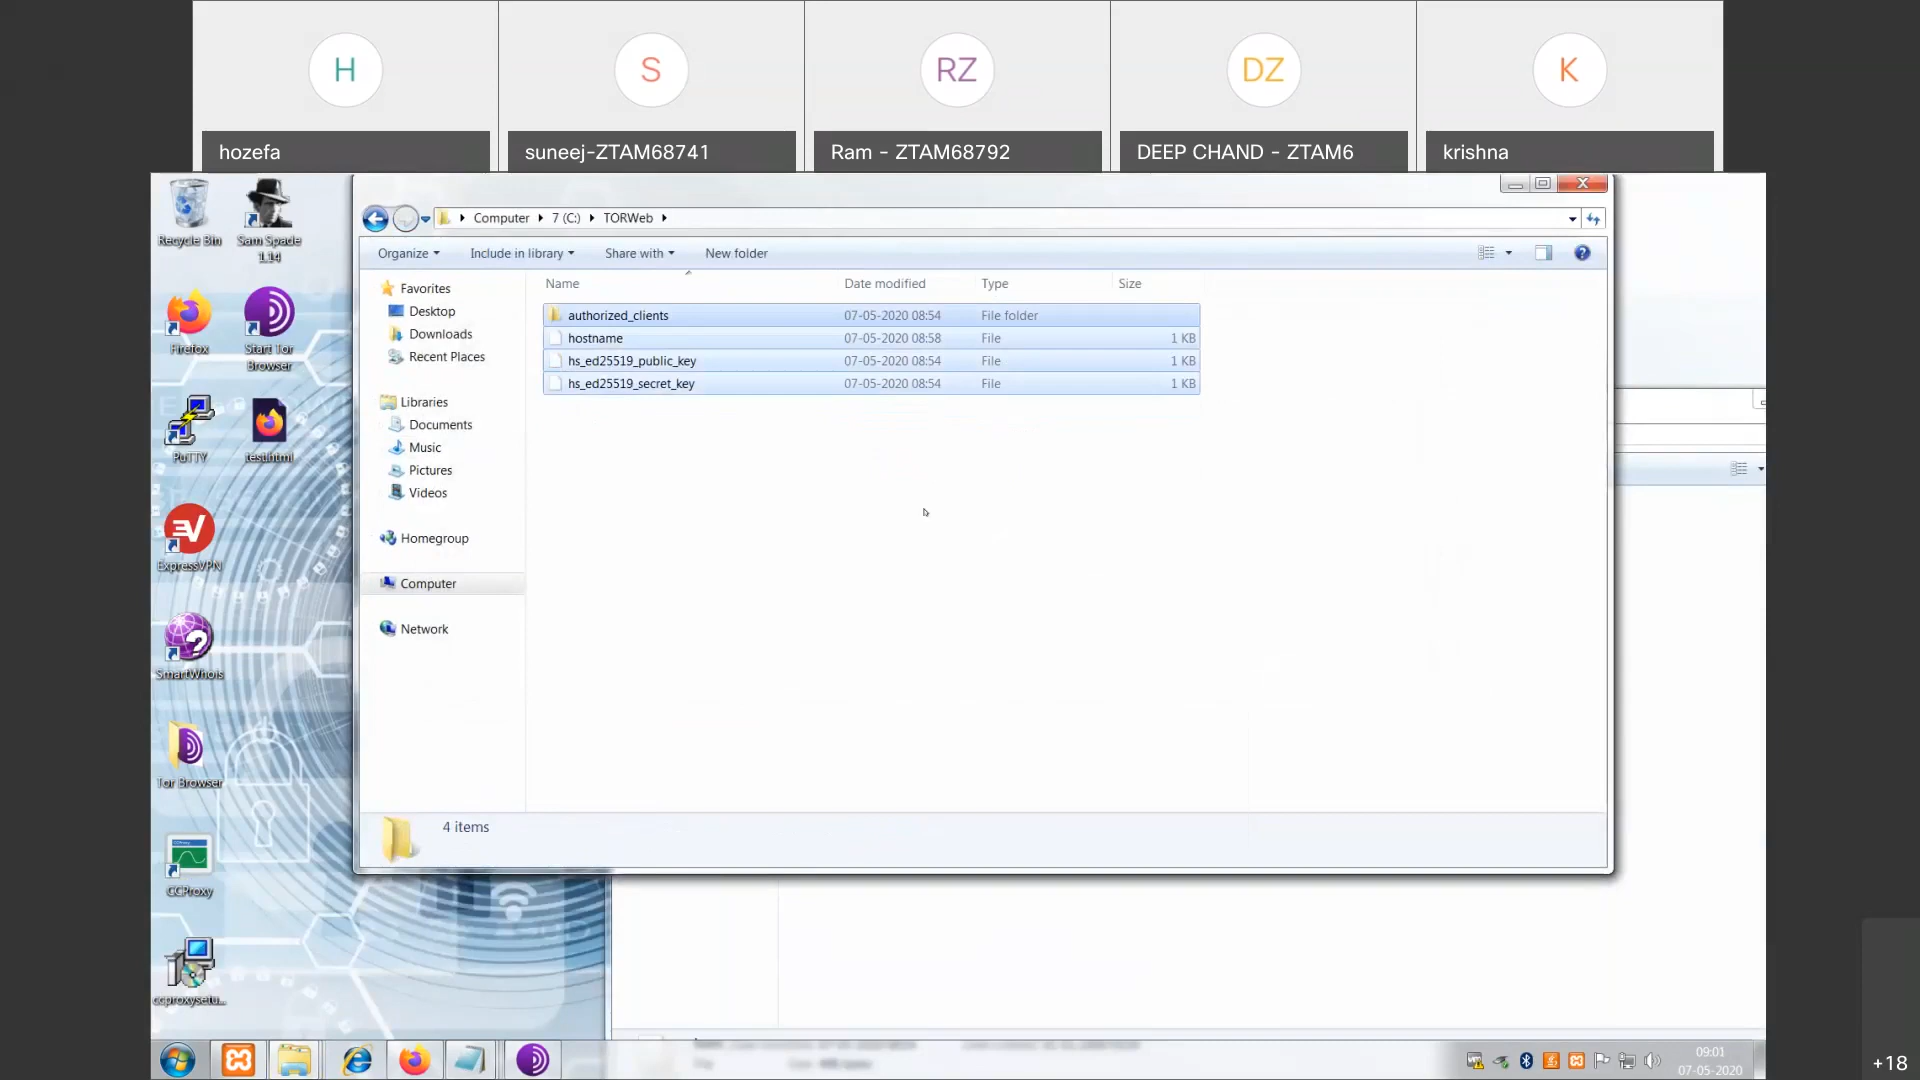 H
S
RZ
DZ
K
hozefa
suneej-ZTAM68741
Ram - ZTAM68792
DEEP CHAND - ZTAM6
krishna
Recycle Bin
Sam Spade 1.14
Firefox
Start Tor Browser
PuTTY
test.html
ExpressVPN
SmartWhois
Tor Browser
CCProxy
ccproxysetu...
Computer
7 (C:)
TORWeb
Organize
Include in library
Share with
New folder
Name
Date modified
Type
Size
Favorites
Desktop
Downloads
Recent Places
Libraries
Documents
Music
Pictures
Videos
Homegroup
Computer
Network
authorized_clients 07-05-2020 08:54 File folder
hostname 07-05-2020 08:58 File 1 KB
hs_ed25519_public_key 07-05-2020 08:54 File 1 KB
hs_ed25519_secret_key 07-05-2020 08:54 File 1 KB
4 items
09:01
07-05-2020
+18